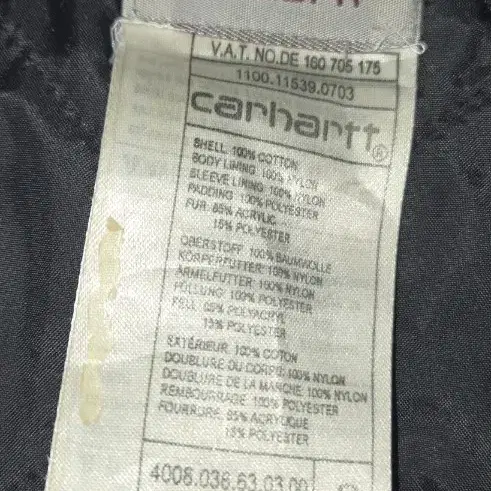 V.A.T. NO.DE 160 705 175
1100.11539.0703
carhartt®
SHELL: 100% COTTON
BODY LINING: 100% NYLON
SLEEVE LINING: 100% NYLON
PADDING: 100% POLYESTER
FUR: 85% ACRYLIC
15% POLYESTER
OBERSTOFF: 100% BAUMWOLLE
KÖRPERFUTTER: 100% NYLON
ÄRMELFUTTER: 100% NYLON
FÜLLUNG: 100% POLYESTER
FELL: 85% POLYACRYL
15% POLYESTER
EXTÉRIEUR: 100% COTON
DOUBLURE DU CORPS: 100% NYLON
DOUBLURE DE LA MANCHE: 100% NYLON
REMBOURRAGE: 100% POLYESTER
FOURRURE: 85% ACRYLIQUE
15% POLYESTER
4006.036.63.03.00